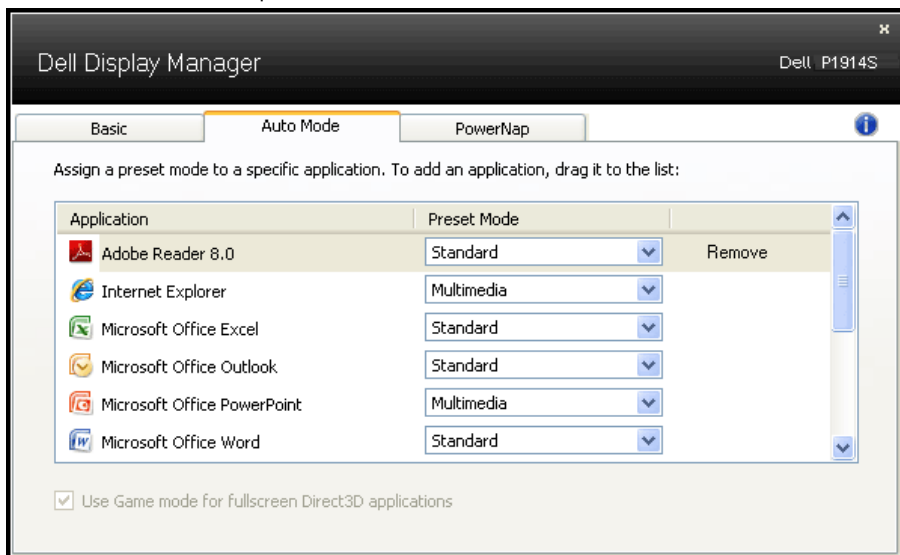 x
Dell Display Manager Dell P1914S
Basic Auto Mode PowerNap
Assign a preset mode to a specific application. To add an application, drag it to the list:
Application Preset Mode
Adobe Reader 8.0 Standard Remove
Internet Explorer Multimedia
Microsoft Office Excel Standard
Microsoft Office Outlook Standard
Microsoft Office PowerPoint Multimedia
Microsoft Office Word Standard
Use Game mode for fullscreen Direct3D applications